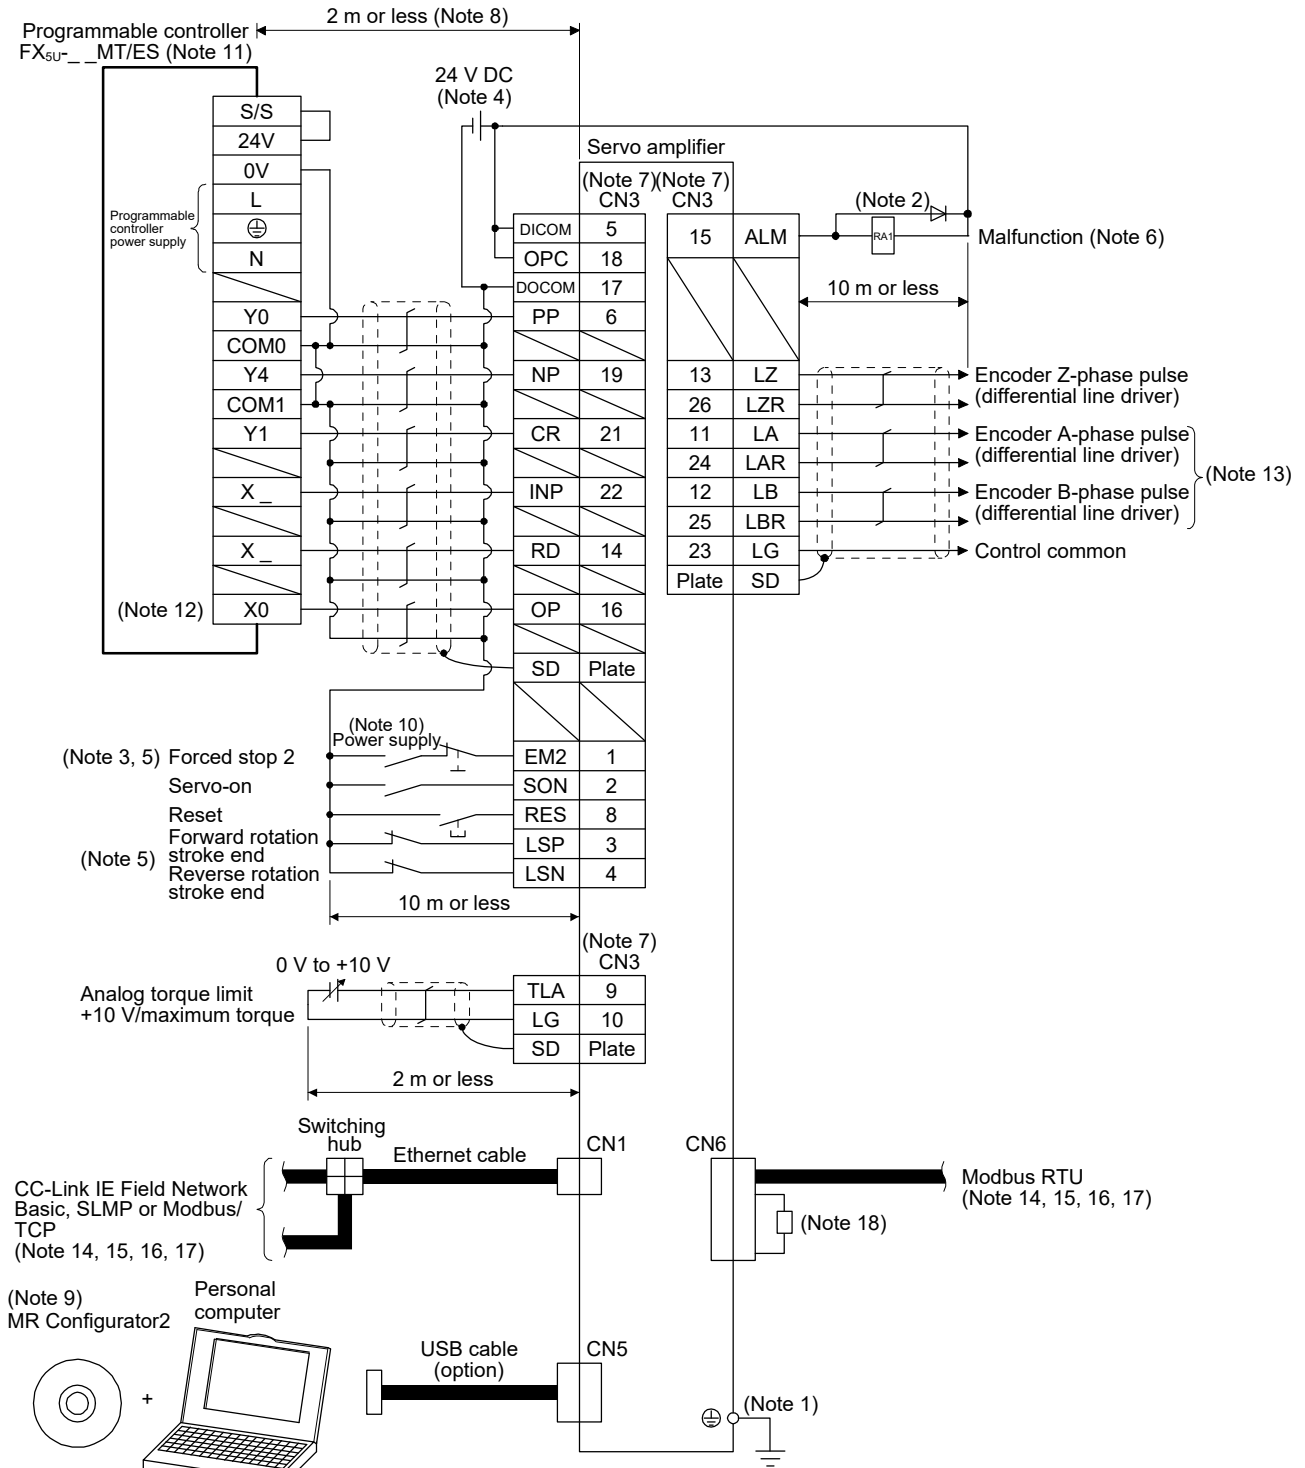 2 m or less (Note 8)
Programmable controller
FX5U-_ _MT/ES (Note 11)
24 V DC
(Note 4)
S/S
24V
0V
L
N
Programmable
controller
power supply
Y0
COM0
Y4
COM1
Y1
X _
X _
(Note 12) X0
Servo amplifier
(Note 7)
CN3
DICOM 5
OPC 18
DOCOM 17
PP 6
NP 19
CR 21
INP 22
RD 14
OP 16
SD Plate
(Note 7)
CN3
15 ALM
13 LZ
26 LZR
11 LA
24 LAR
12 LB
25 LBR
23 LG
Plate SD
(Note 2)
RA1
Malfunction (Note 6)
10 m or less
Encoder Z-phase pulse
(differential line driver)
Encoder A-phase pulse
(differential line driver)
Encoder B-phase pulse
(differential line driver)
(Note 13)
Control common
(Note 10)
Power supply
(Note 3, 5) Forced stop 2
EM2 1
Servo-on
SON 2
Reset
RES 8
(Note 5)
Forward rotation
stroke end
LSP 3
Reverse rotation
stroke end
LSN 4
10 m or less
(Note 7)
CN3
0 V to +10 V
Analog torque limit
+10 V/maximum torque
TLA 9
LG 10
SD Plate
2 m or less
Switching
hub
Ethernet cable
CN1
CC-Link IE Field Network
Basic, SLMP or Modbus/
TCP
(Note 14, 15, 16, 17)
CN6
Modbus RTU
(Note 14, 15, 16, 17)
(Note 18)
(Note 9)
MR Configurator2
+
Personal
computer
USB cable
(option)
CN5
(Note 1)